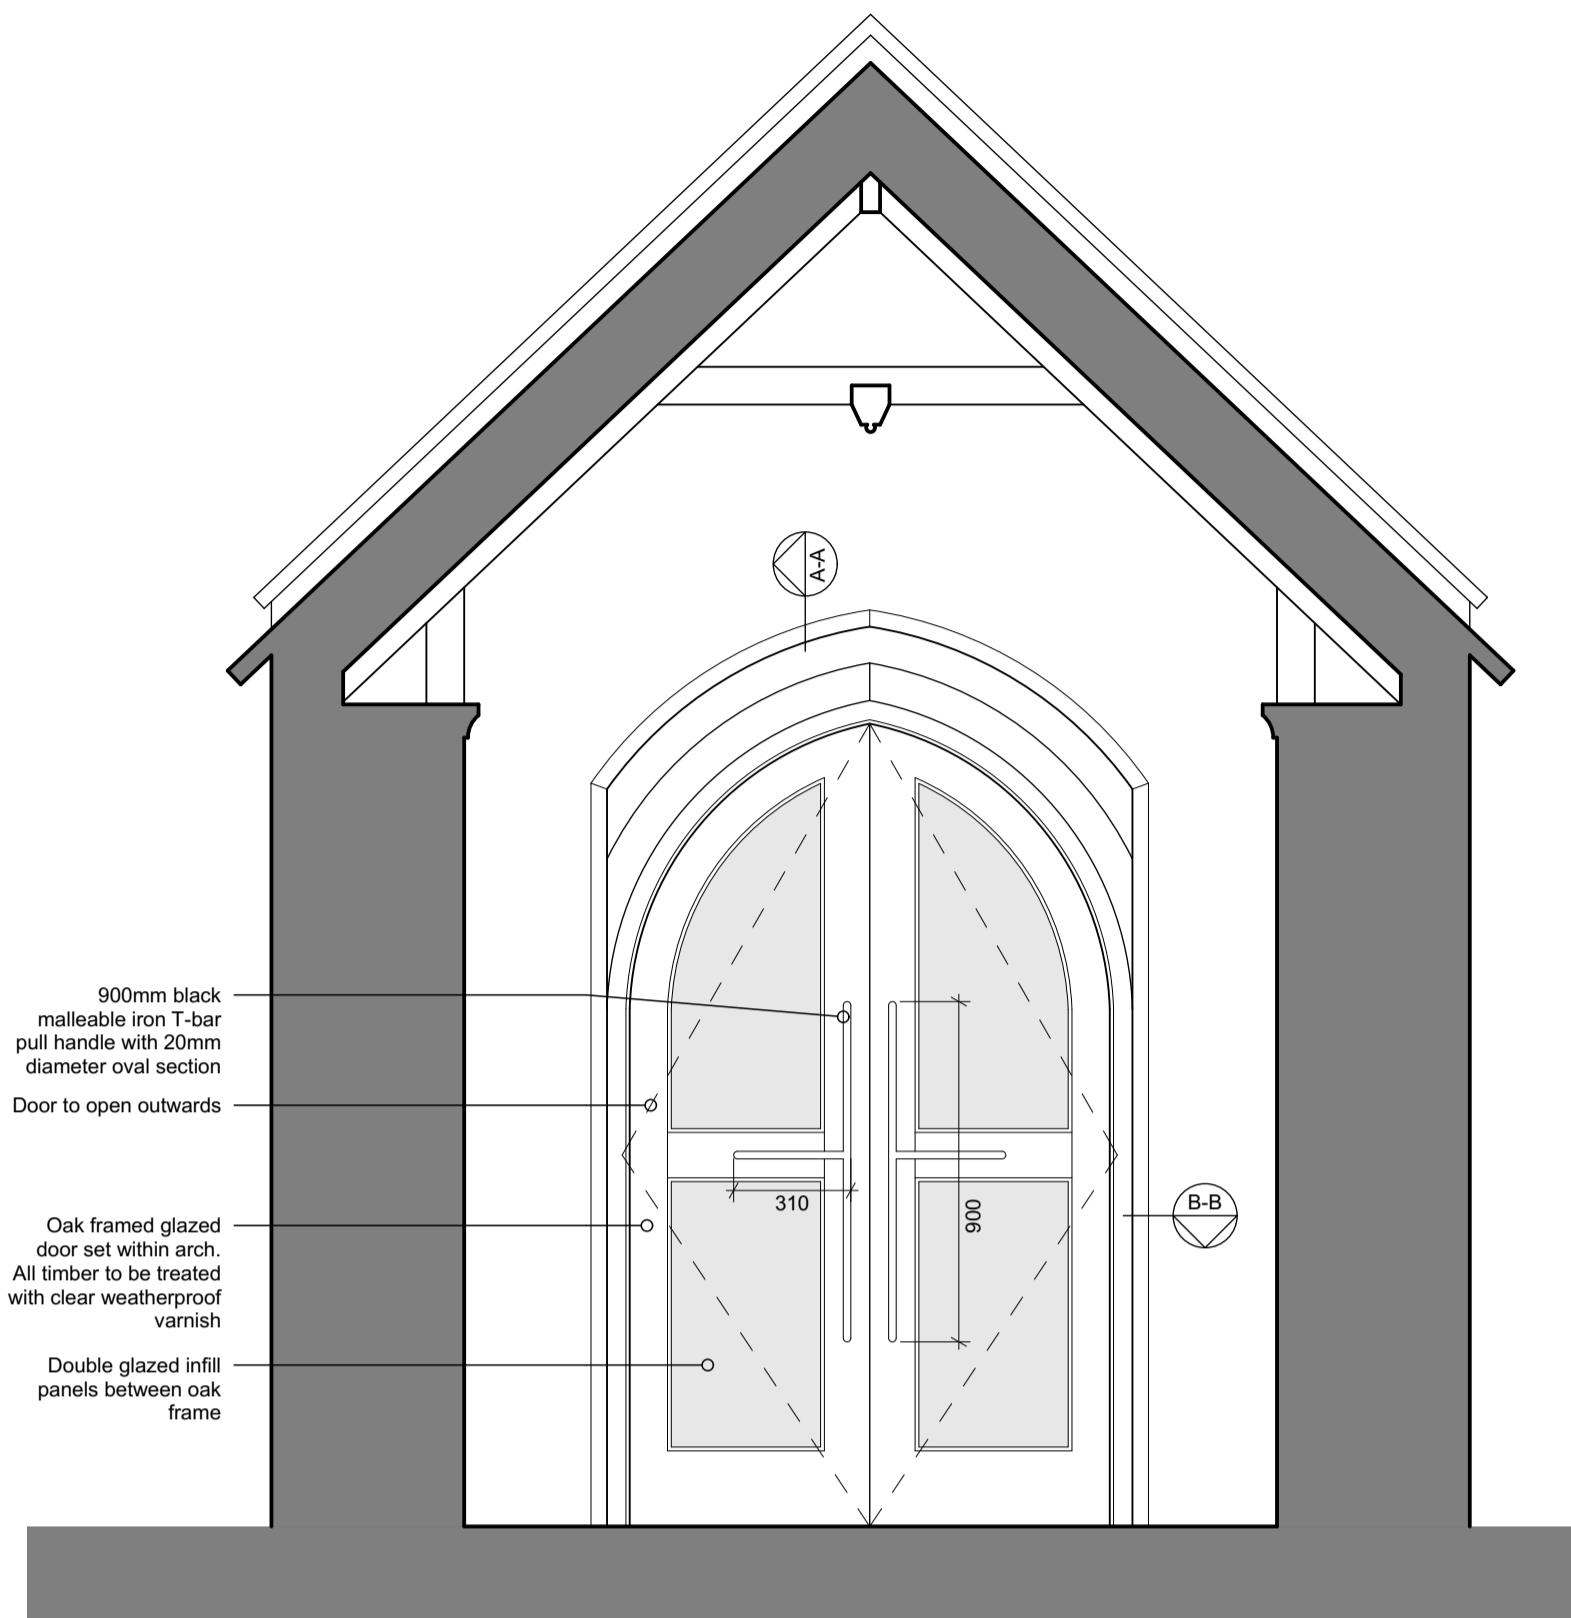 A-A
900mm black
malleable iron T-bar
pull handle with 20mm
diameter oval section
Door to open outwards
310
900
B-B
Oak framed glazed
door set within arch.
All timber to be treated
with clear weatherproof
varnish
Double glazed infill
panels between oak
frame